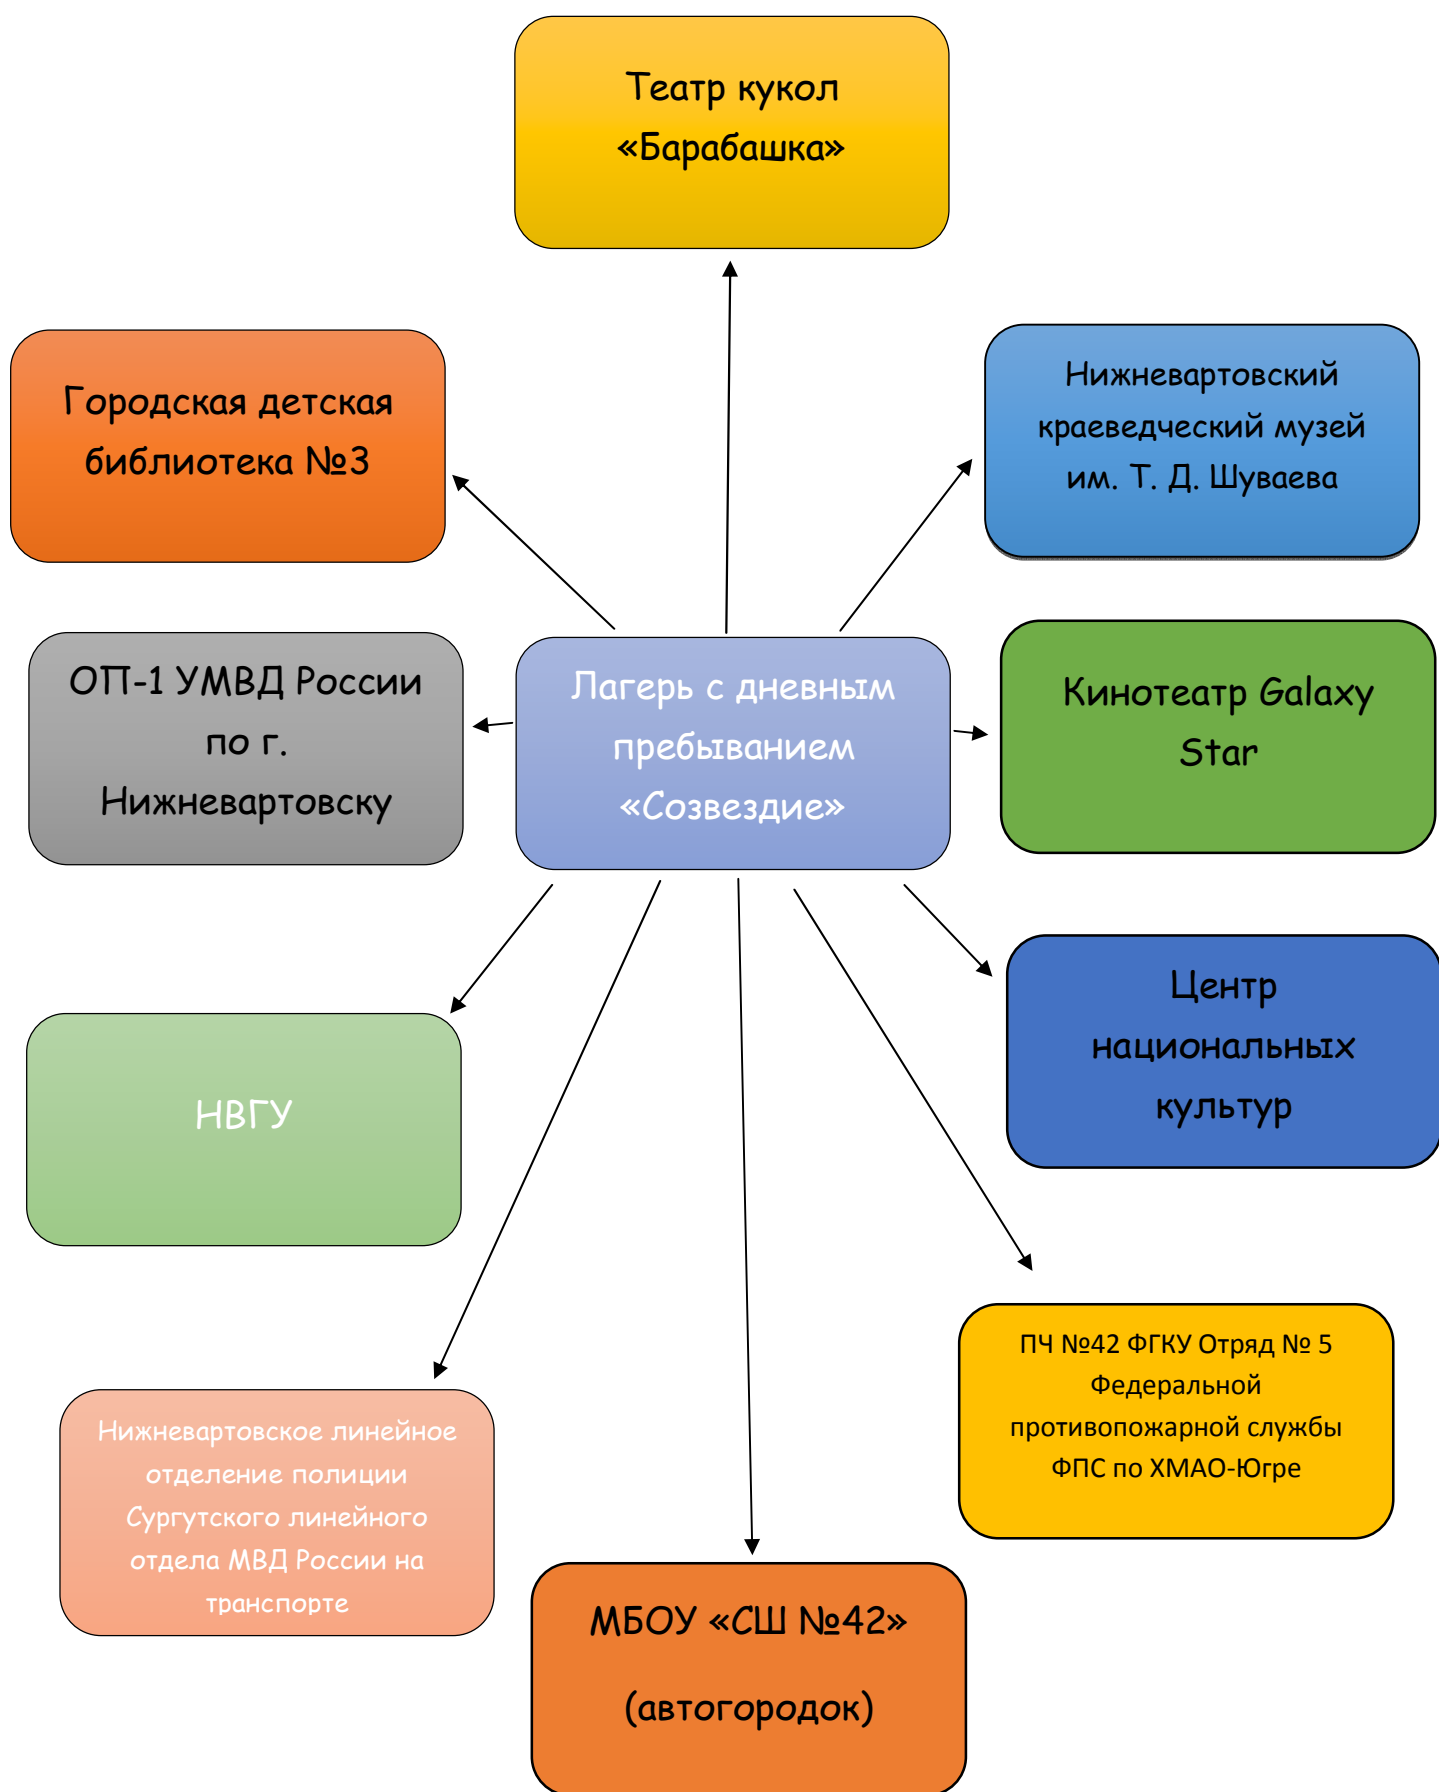 Театр кукол
«Барабашка»
Городская детская
библиотека №3
Нижневартовский
краеведческий музей
им. Т. Д. Шуваева
ОП-1 УМВД России
по г.
Нижневартовску
Лагерь с дневным
пребыванием
«Созвездие»
Кинотеатр Galaxy
Star
НВГУ
Центр
национальных
культур
Нижневартовское линейное
отделение полиции
Сургутского линейного
отдела МВД России на
транспорте
ПЧ №42 ФГКУ Отряд № 5
Федеральной
противопожарной службы
ФПС по ХМАО-Югре
МБОУ «СШ №42»
(автогородок)